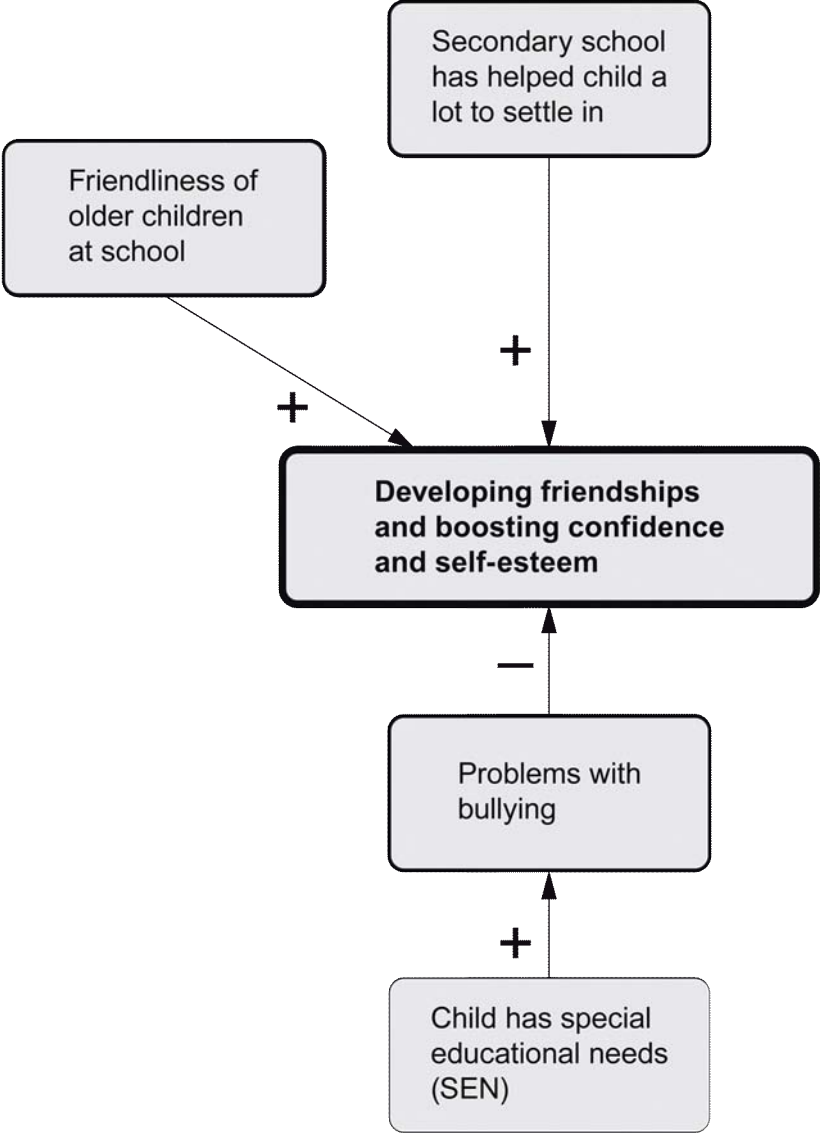 Secondary school
has helped child a
lot to settle in
Friendliness of
older children
at school
+
+
Developing friendships
and boosting confidence
and self-esteem
–
Problems with
bullying
+
Child has special
educational needs
(SEN)